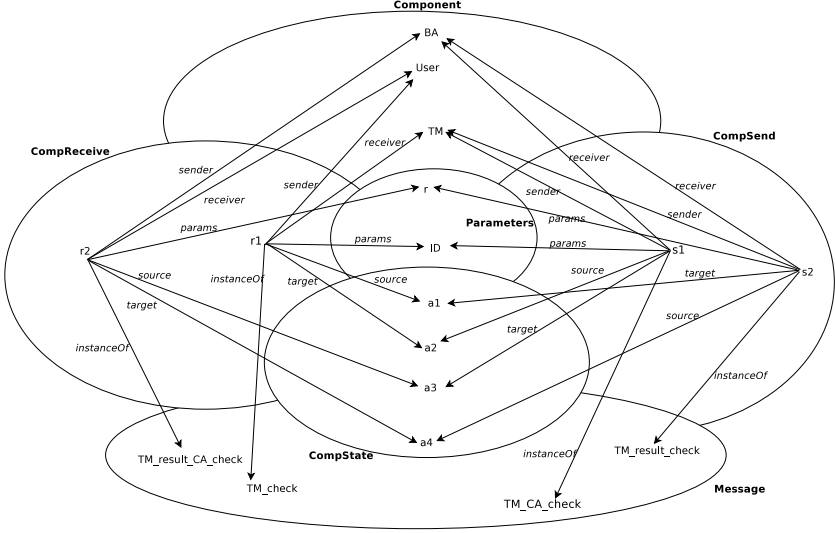 Component
BA
User
TM
CompReceive
CompSend
sender
receiver
receiver
receiver
sender
sender
sender
r
params
params
Parameters
r2
r1
params
ID
params
s1
s2
source
instanceOf
target
source
source
target
target
a1
source
target
a2
instanceOf
instanceOf
a3
a4
CompState
instanceOf
TM_result_check
TM_result_CA_check
TM_check
TM_CA_check
Message